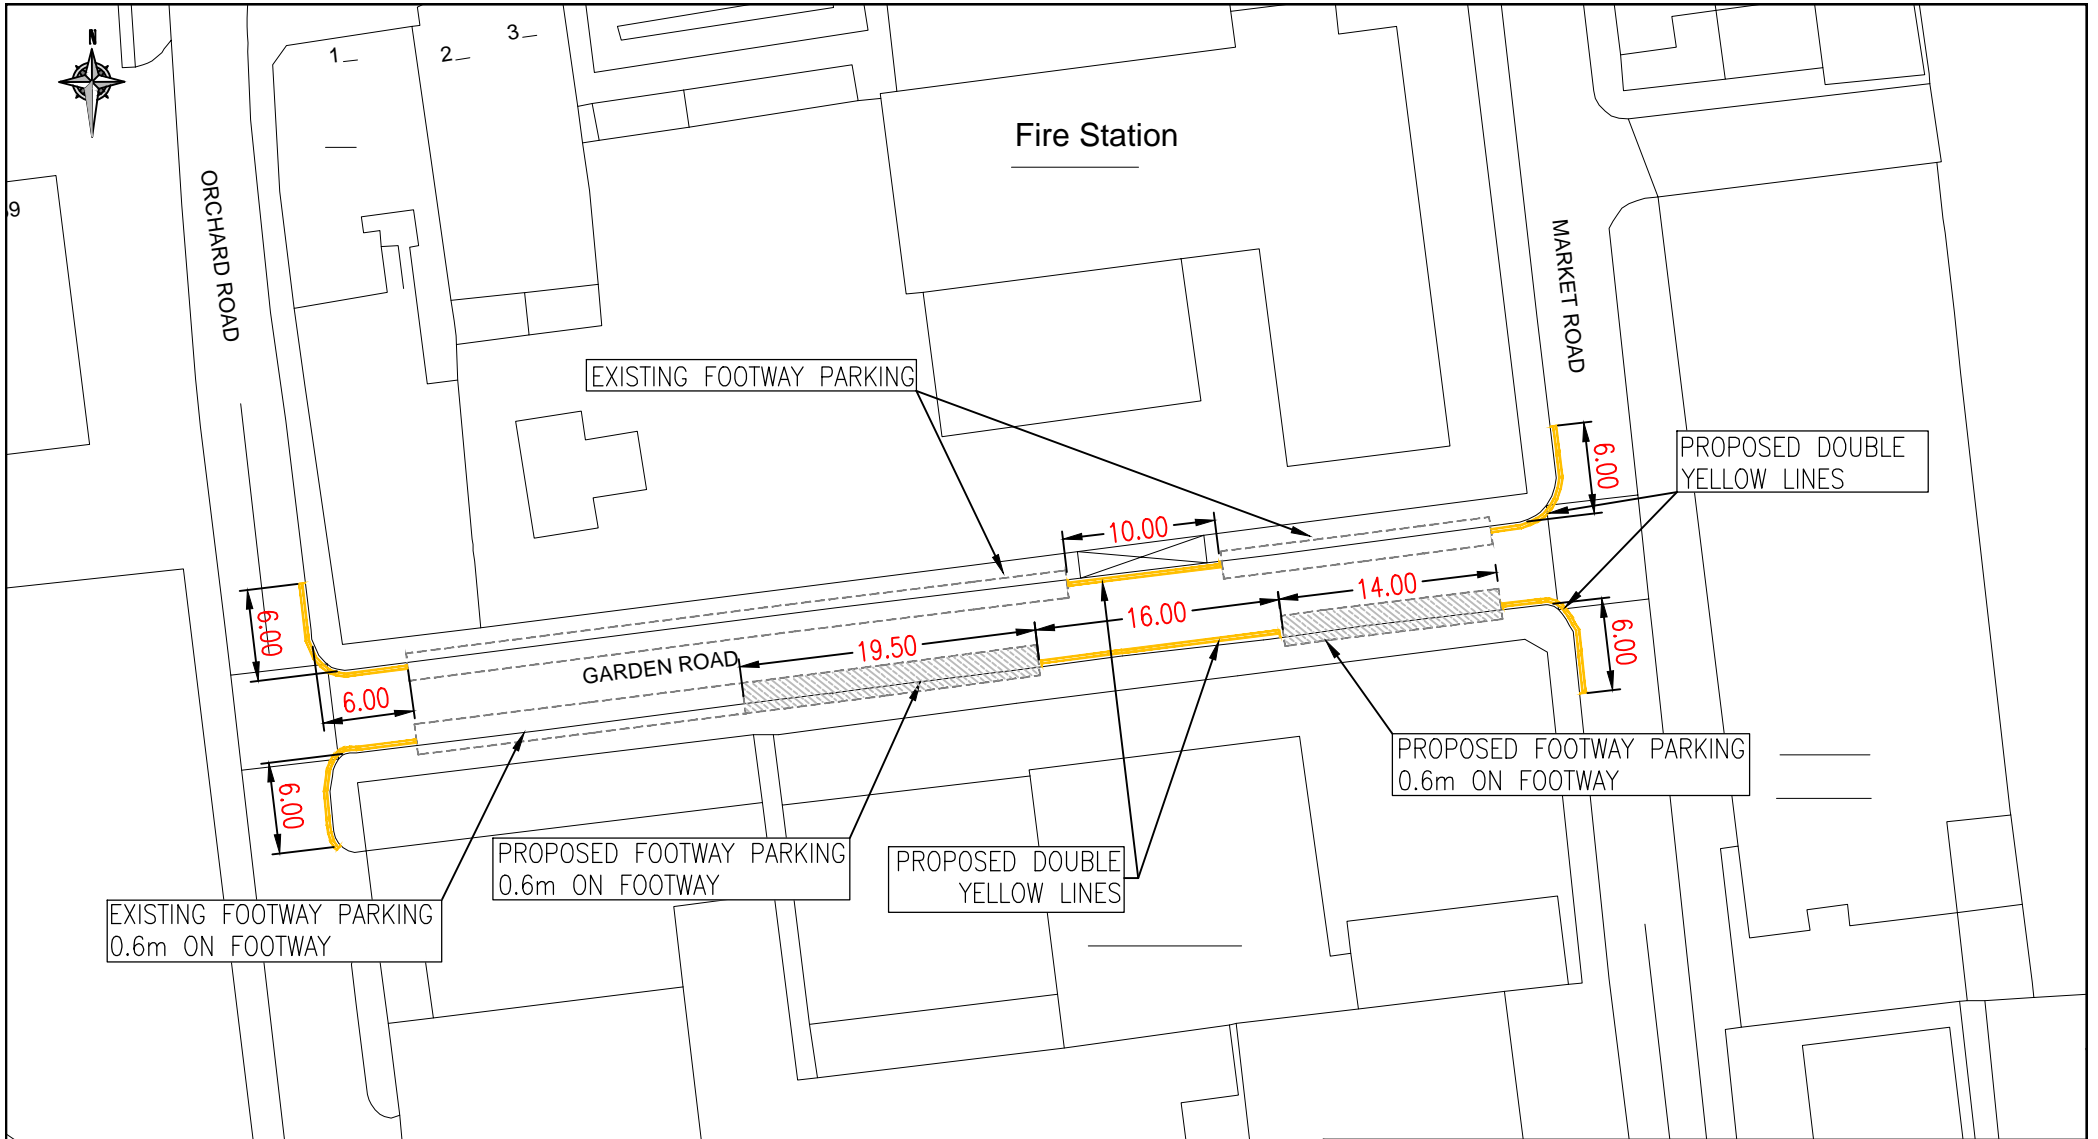 N
1
2
3
Fire Station
ORCHARD ROAD
MARKET ROAD
EXISTING FOOTWAY PARKING
PROPOSED DOUBLE
YELLOW LINES
6.00
10.00
14.00
16.00
19.50
6.00
6.00
GARDEN ROAD
6.00
6.00
PROPOSED FOOTWAY PARKING
0.6m ON FOOTWAY
PROPOSED FOOTWAY PARKING
0.6m ON FOOTWAY
PROPOSED DOUBLE
YELLOW LINES
EXISTING FOOTWAY PARKING
0.6m ON FOOTWAY